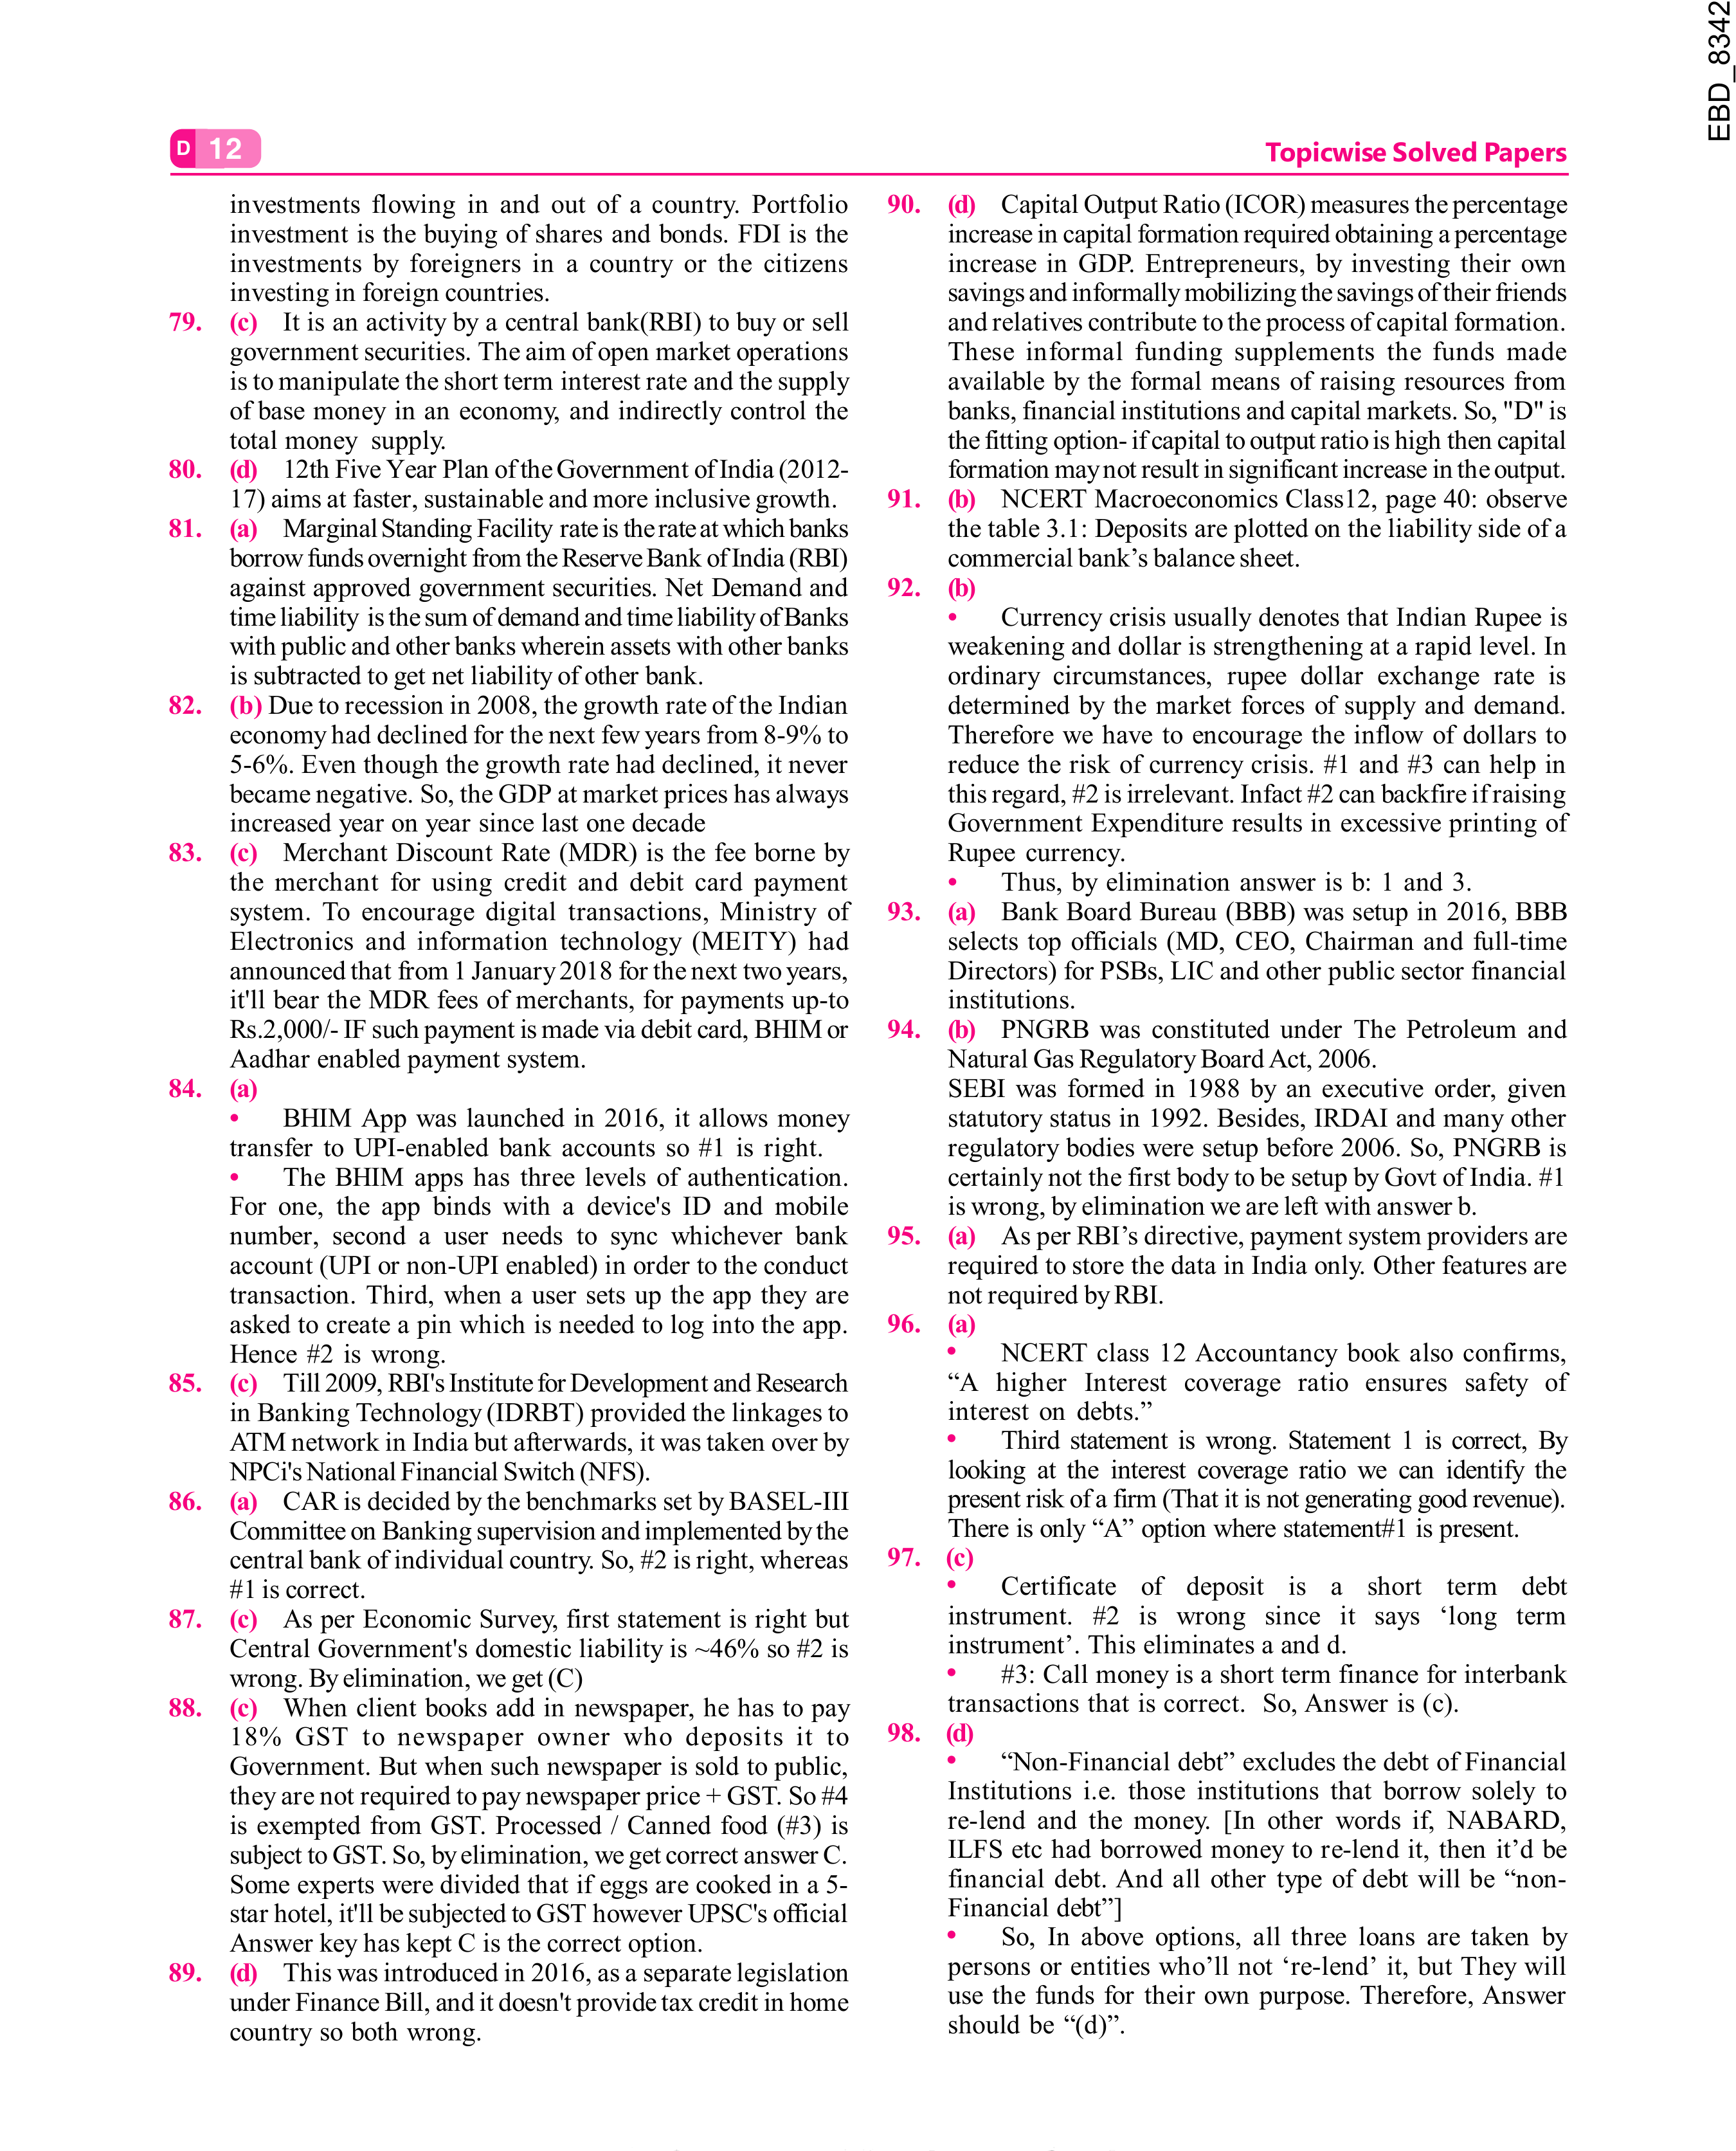 EBD_8342
D 12
Topicwise Solved Papers
investments flowing in and out of a country. Portfolio
investment is the buying of shares and bonds. FDI is the
investments by foreigners in a country or the citizens
investing in foreign countries.
79. (c) It is an activity by a central bank(RBI) to buy or sell
government securities. The aim of open market operations
is to manipulate the short term interest rate and the supply
of base money in an economy, and indirectly control the
total money supply.
80. (d) 12th Five Year Plan of the Government of India (2012-
17) aims at faster, sustainable and more inclusive growth.
81. (a) Marginal Standing Facility rate is the rate at which banks
borrow funds overnight from the Reserve Bank of India (RBI)
against approved government securities. Net Demand and
time liability is the sum of demand and time liability of Banks
with public and other banks wherein assets with other banks
is subtracted to get net liability of other bank.
82. (b) Due to recession in 2008, the growth rate of the Indian
economy had declined for the next few years from 8-9% to
5-6%. Even though the growth rate had declined, it never
became negative. So, the GDP at market prices has always
increased year on year since last one decade
83. (c) Merchant Discount Rate (MDR) is the fee borne by
the merchant for using credit and debit card payment
system. To encourage digital transactions, Ministry of
Electronics and information technology (MEITY) had
announced that from 1 January 2018 for the next two years,
it'll bear the MDR fees of merchants, for payments up-to
Rs.2,000/- IF such payment is made via debit card, BHIM or
Aadhar enabled payment system.
84. (a)
• BHIM App was launched in 2016, it allows money
transfer to UPI-enabled bank accounts so #1 is right.
• The BHIM apps has three levels of authentication.
For one, the app binds with a device's ID and mobile
number, second a user needs to sync whichever bank
account (UPI or non-UPI enabled) in order to the conduct
transaction. Third, when a user sets up the app they are
asked to create a pin which is needed to log into the app.
Hence #2 is wrong.
85. (c) Till 2009, RBI's Institute for Development and Research
in Banking Technology (IDRBT) provided the linkages to
ATM network in India but afterwards, it was taken over by
NPCi's National Financial Switch (NFS).
86. (a) CAR is decided by the benchmarks set by BASEL-III
Committee on Banking supervision and implemented by the
central bank of individual country. So, #2 is right, whereas
#1 is correct.
87. (c) As per Economic Survey, first statement is right but
Central Government's domestic liability is ~46% so #2 is
wrong. By elimination, we get (C)
88. (c) When client books add in newspaper, he has to pay
18% GST to newspaper owner who deposits it to
Government. But when such newspaper is sold to public,
they are not required to pay newspaper price + GST. So #4
is exempted from GST. Processed / Canned food (#3) is
subject to GST. So, by elimination, we get correct answer C.
Some experts were divided that if eggs are cooked in a 5-
star hotel, it'll be subjected to GST however UPSC's official
Answer key has kept C is the correct option.
89. (d) This was introduced in 2016, as a separate legislation
under Finance Bill, and it doesn't provide tax credit in home
country so both wrong.
90. (d) Capital Output Ratio (ICOR) measures the percentage
increase in capital formation required obtaining a percentage
increase in GDP. Entrepreneurs, by investing their own
savings and informally mobilizing the savings of their friends
and relatives contribute to the process of capital formation.
These informal funding supplements the funds made
available by the formal means of raising resources from
banks, financial institutions and capital markets. So, "D" is
the fitting option- if capital to output ratio is high then capital
formation may not result in significant increase in the output.
91. (b) NCERT Macroeconomics Class12, page 40: observe
the table 3.1: Deposits are plotted on the liability side of a
commercial bank’s balance sheet.
92. (b)
• Currency crisis usually denotes that Indian Rupee is
weakening and dollar is strengthening at a rapid level. In
ordinary circumstances, rupee dollar exchange rate is
determined by the market forces of supply and demand.
Therefore we have to encourage the inflow of dollars to
reduce the risk of currency crisis. #1 and #3 can help in
this regard, #2 is irrelevant. Infact #2 can backfire if raising
Government Expenditure results in excessive printing of
Rupee currency.
• Thus, by elimination answer is b: 1 and 3.
93. (a) Bank Board Bureau (BBB) was setup in 2016, BBB
selects top officials (MD, CEO, Chairman and full-time
Directors) for PSBs, LIC and other public sector financial
institutions.
94. (b) PNGRB was constituted under The Petroleum and
Natural Gas Regulatory Board Act, 2006.
SEBI was formed in 1988 by an executive order, given
statutory status in 1992. Besides, IRDAI and many other
regulatory bodies were setup before 2006. So, PNGRB is
certainly not the first body to be setup by Govt of India. #1
is wrong, by elimination we are left with answer b.
95. (a) As per RBI’s directive, payment system providers are
required to store the data in India only. Other features are
not required by RBI.
96. (a)
• NCERT class 12 Accountancy book also confirms,
“A higher Interest coverage ratio ensures safety of
interest on debts.”
• Third statement is wrong. Statement 1 is correct, By
looking at the interest coverage ratio we can identify the
present risk of a firm (That it is not generating good revenue).
There is only “A” option where statement#1 is present.
97. (c)
• Certificate of deposit is a short term debt
instrument. #2 is wrong since it says ‘long term
instrument’. This eliminates a and d.
• #3: Call money is a short term finance for interbank
transactions that is correct. So, Answer is (c).
98. (d)
• “Non-Financial debt” excludes the debt of Financial
Institutions i.e. those institutions that borrow solely to
re-lend and the money. [In other words if, NABARD,
ILFS etc had borrowed money to re-lend it, then it’d be
financial debt. And all other type of debt will be “non-
Financial debt”]
• So, In above options, all three loans are taken by
persons or entities who’ll not ‘re-lend’ it, but They will
use the funds for their own purpose. Therefore, Answer
should be “(d)”.